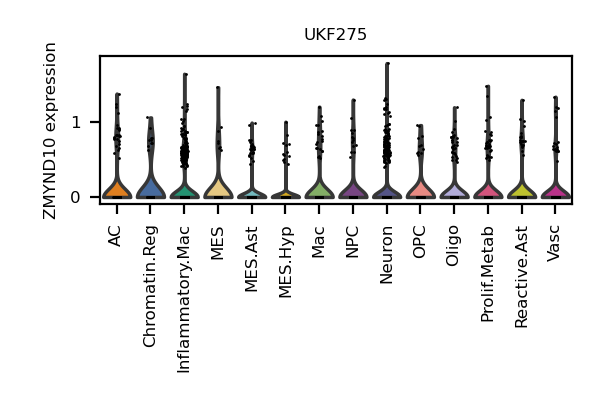 UKF275
ZMYND10 expression
1
0
AC
Chromatin.Reg
Inflammatory.Mac
MES
MES.Ast
MES.Hyp
Mac
NPC
Neuron
OPC
Oligo
Prolif.Metab
Reactive.Ast
Vasc